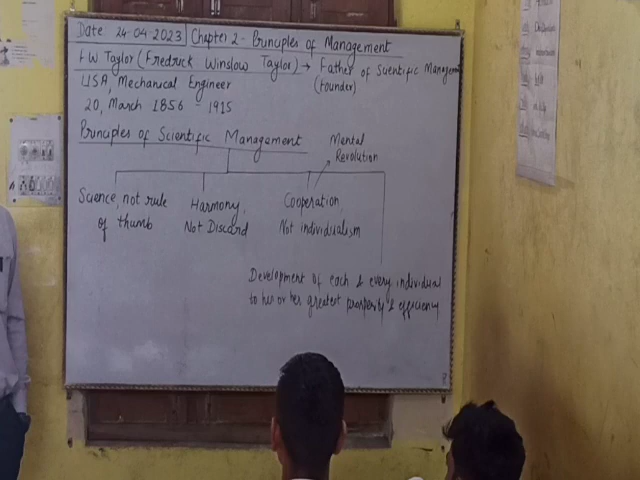 Date 24.04.2023 Chapter 2 - Principles of Management
F W Taylor (Fredrick Winslow Taylor) → Father of Scientific Management
(founder)
USA, Mechanical Engineer
20, March 1856 - 1915
Principles of Scientific Management
Mental
Revolution
Science, not rule
of thumb
Harmony,
Not Discard
Cooperation
Not individualism
Development of each & every individual
to his or her greatest prosperity & efficiency